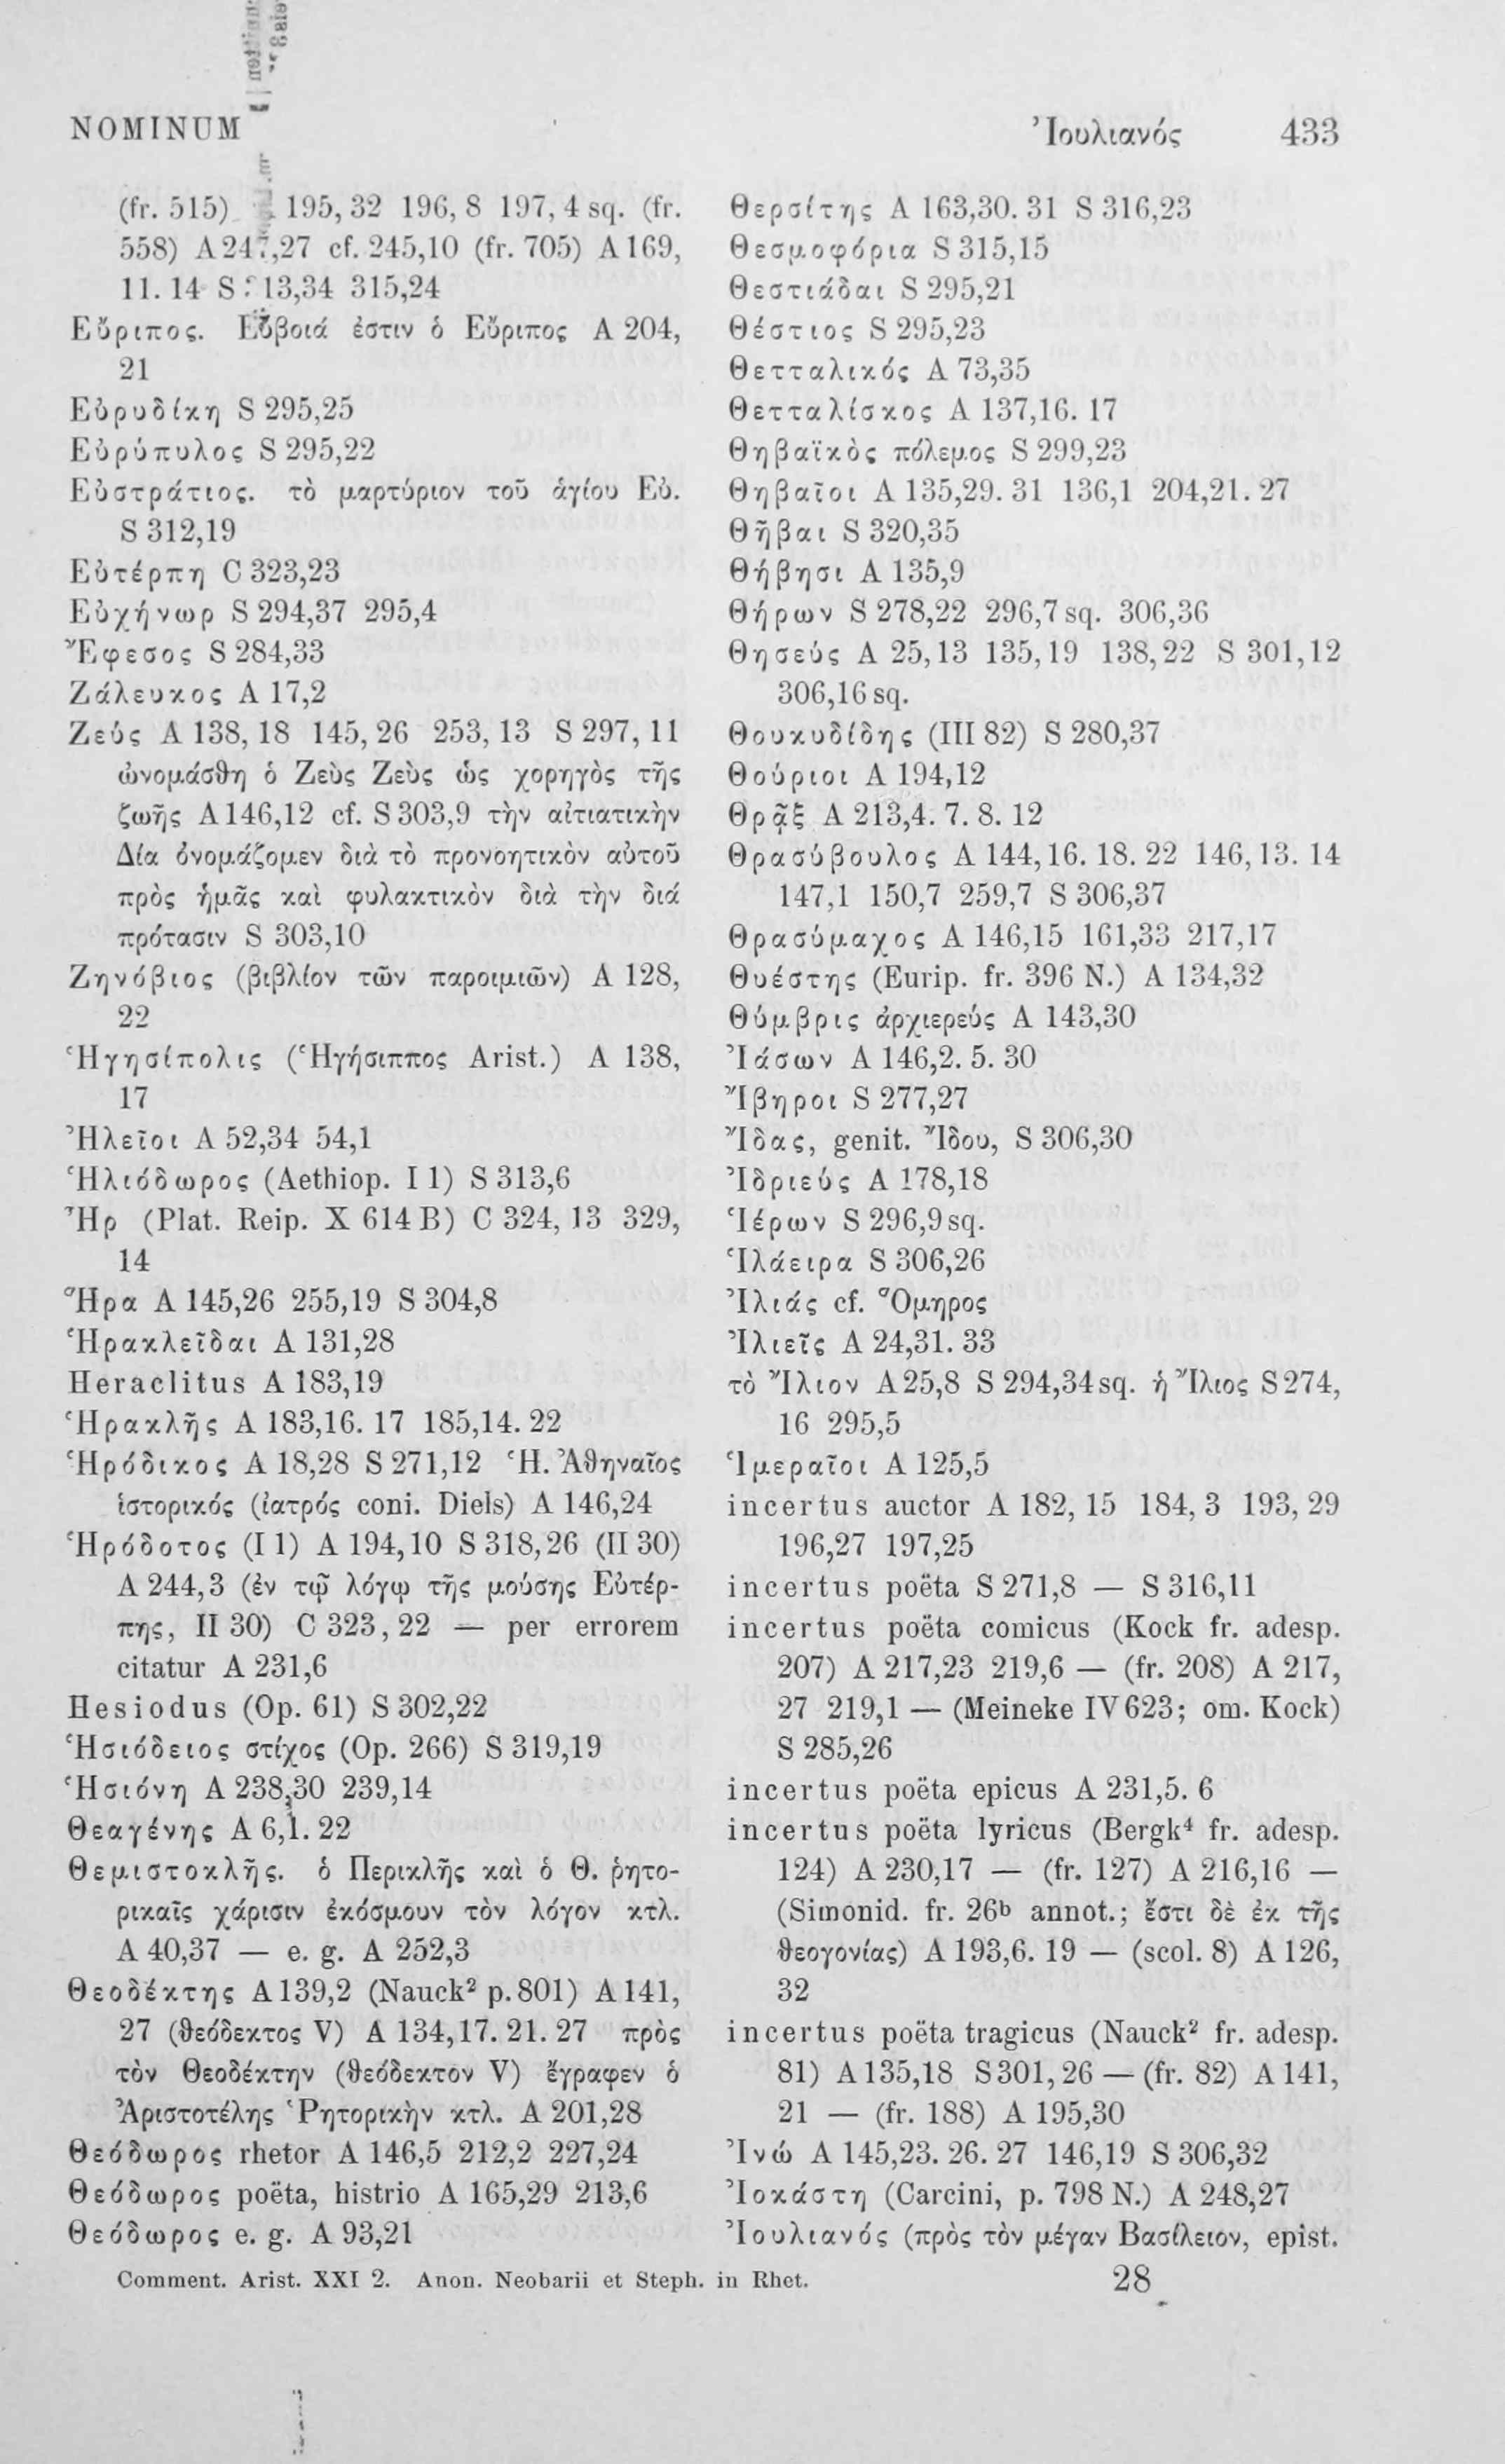 NOMINUM
Ἰουλιανός 433
(fr. 515) 195,32 196,8 197,4 sq. (fr.
558) A 247,27 cf. 245,10 (fr. 705) A 169,
11. 14 S 313,34 315,24
Εὔριπος. Εὔβοιά ἐστιν ὁ Εὔριπος A 204,
21
Εὐρυδίκη S 295,25
Εὐρύπυλος S 295,22
Εὐστράτιος. τὸ μαρτύριον τοῦ ἁγίου Εὐ.
S 312,19
Εὐτέρπη C 323,23
Εὐχήνωρ S 294,37 295,4
Ἔφεσος S 284,33
Ζάλευκος A 17,2
Ζεύς A 138,18 145,26 253,13 S 297,11
ὠνομάσθη ὁ Ζεὺς Ζεὺς ὡς χορηγὸς τῆς
ζωῆς A 146,12 cf. S 303,9 τὴν αἰτιατικὴν
Δία ὀνομάζομεν διὰ τὸ προνοητικὸν αὐτοῦ
πρὸς ἡμᾶς καὶ φυλακτικὸν διὰ τὴν διά
πρότασιν S 303,10
Ζηνόβιος (βιβλίον τῶν παροιμιῶν) A 128,
22
Ἡγησίπολις (Ἡγήσιππος Arist.) A 138,
17
Ἠλεῖοι A 52,34 54,1
Ἡλιόδωρος (Aethiop. I 1) S 313,6
Ἦρ (Plat. Reip. X 614 B) C 324,13 329,
14
Ἥρα A 145,26 255,19 S 304,8
Ἡρακλεῖδαι A 131,28
Heraclitus A 183,19
Ἡρακλῆς A 183,16. 17 185,14. 22
Ἡρόδικος A 18,28 S 271,12 Ἡ. Ἀθηναῖος
ἱστορικός (ἰατρός coni. Diels) A 146,24
Ἡρόδοτος (I 1) A 194,10 S 318,26 (II 30)
A 244,3 (ἐν τῷ λόγῳ τῆς μούσης Εὐτέρ-
πης, II 30) C 323,22 — per errorem
citatur A 231,6
Hesiodus (Op. 61) S 302,22
Ἡσιόδειος στίχος (Op. 266) S 319,19
Ἡσιόνη A 238,30 239,14
Θεαγένης A 6,1. 22
Θεμιστοκλῆς. ὁ Περικλῆς καὶ ὁ Θ. ῥητο-
ρικαῖς χάρισιν ἐκόσμουν τὸν λόγον κτλ.
A 40,37 — e. g. A 252,3
Θεοδέκτης A 139,2 (Nauck² p. 801) A 141,
27 (θεόδεκτος V) A 134,17. 21. 27 πρὸς
τὸν Θεοδέκτην (θεόδεκτον V) ἔγραφεν ὁ
Ἀριστοτέλης Ῥητορικὴν κτλ. A 201,28
Θεόδωρος rhetor A 146,5 212,2 227,24
Θεόδωρος poëta, histrio A 165,29 213,6
Θεόδωρος e. g. A 93,21
Θερσίτης A 163,30. 31 S 316,23
Θεσμοφόρια S 315,15
Θεστιάδαι S 295,21
Θέστιος S 295,23
Θετταλικός A 73,35
Θετταλίσκος A 137,16. 17
Θηβαϊκὸς πόλεμος S 299,23
Θηβαῖοι A 135,29. 31 136,1 204,21. 27
Θῆβαι S 320,35
Θήβησι A 135,9
Θήρων S 278,22 296,7 sq. 306,36
Θησεύς A 25,13 135,19 138,22 S 301,12
306,16 sq.
Θουκυδίδης (III 82) S 280,37
Θούριοι A 194,12
Θρᾷξ A 213,4. 7. 8. 12
Θρασύβουλος A 144,16. 18. 22 146,13. 14
147,1 150,7 259,7 S 306,37
Θρασύμαχος A 146,15 161,33 217,17
Θυέστης (Eurip. fr. 396 N.) A 134,32
Θύμβρις ἀρχιερεύς A 143,30
Ἰάσων A 146,2. 5. 30
Ἴβηροι S 277,27
Ἴδας, genit. Ἴδου, S 306,30
Ἰδριεύς A 178,18
Ἱέρων S 296,9 sq.
Ἱλάειρα S 306,26
Ἰλιάς cf. Ὅμηρος
Ἰλιεῖς A 24,31. 33
τὸ Ἴλιον A 25,8 S 294,34 sq. ἡ Ἴλιος S 274,
16 295,5
Ἱμεραῖοι A 125,5
incertus auctor A 182,15 184,3 193,29
196,27 197,25
incertus poëta S 271,8 — S 316,11
incertus poëta comicus (Kock fr. adesp.
207) A 217,23 219,6 — (fr. 208) A 217,
27 219,1 — (Meineke IV 623; om. Kock)
S 285,26
incertus poëta epicus A 231,5. 6
incertus poëta lyricus (Bergk⁴ fr. adesp.
124) A 230,17 — (fr. 127) A 216,16 —
(Simonid. fr. 26ᵇ annot.; ἔστι δὲ ἐκ τῆς
θεογονίας) A 193,6. 19 — (scol. 8) A 126,
32
incertus poëta tragicus (Nauck² fr. adesp.
81) A 135,18 S 301,26 — (fr. 82) A 141,
21 — (fr. 188) A 195,30
Ἰνώ A 145,23. 26. 27 146,19 S 306,32
Ἰοκάστη (Carcini, p. 798 N.) A 248,27
Ἰουλιανός (πρὸς τὸν μέγαν Βασίλειον, epist.
Comment. Arist. XXI 2. Anon. Neobarii et Steph. in Rhet. 28